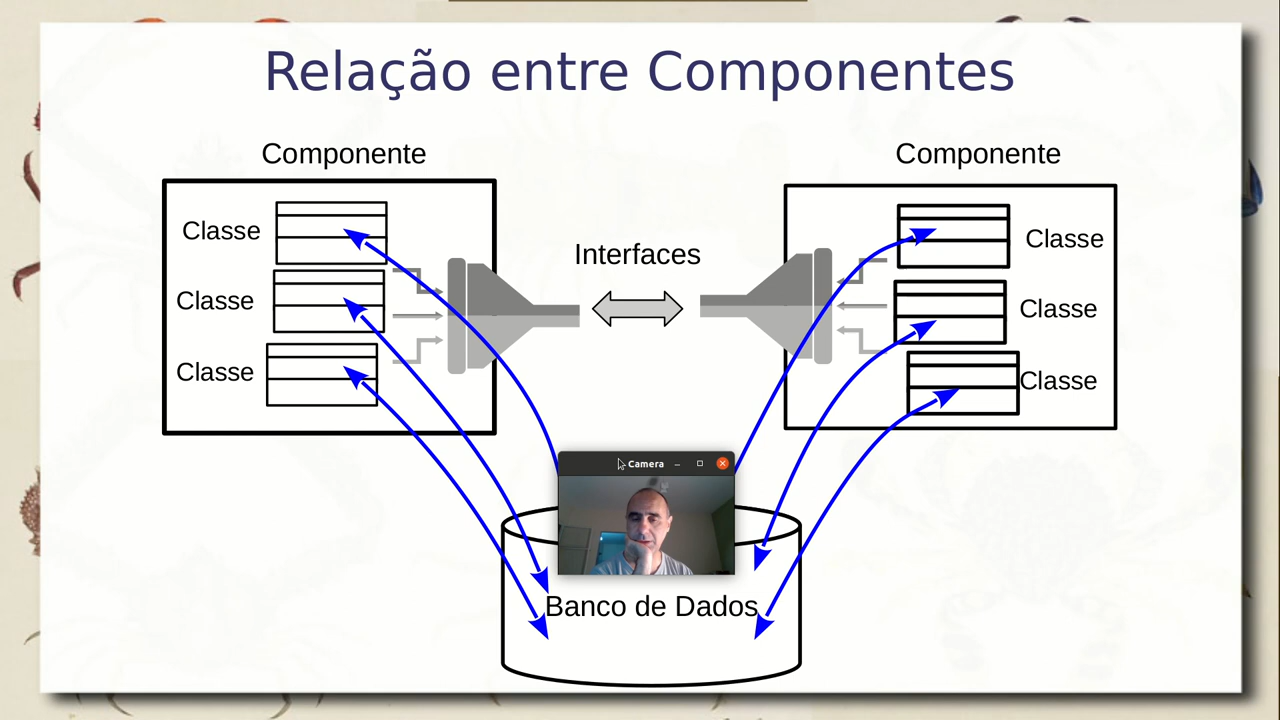 Relação entre Componentes
Componente
Componente
Classe
Classe
Classe
Interfaces
Classe
Classe
Classe
Camera
Banco de Dados